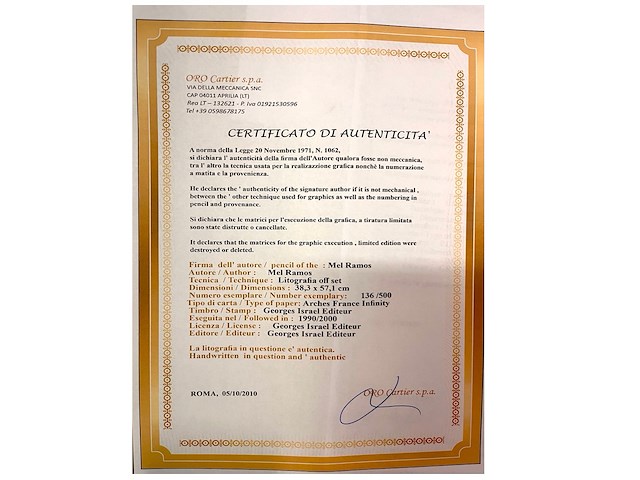 ORO Cartier s.p.a.
VIA DELLA MECCANICA SNC
CAP 04011 APRILIA (LT)
Rea LT – 132621 - P. Iva 01921530596
Tel +39 0598678175
CERTIFICATO DI AUTENTICITA'
A norma della Legge 20 Novembre 1971, N. 1062,
si dichiara l' autenticità della firma dell'Autore qualora fosse non meccanica,
tra l' altro la tecnica usata per la realizazzione grafica nonchè la numerazione
a matita e la provenienza.
He declares the ' authenticity of the signature author if it is not mechanical ,
between the ' other technique used for graphics as well as the numbering in
pencil and provenance.
Si dichiara che le matrici per l'esecuzione della grafica, a tiratura limitata
sono state distrutte o cancellate.
It declares that the matrices for the graphic execution , limited edition were
destroyed or deleted.
Firma dell' autore / pencil of the : Mel Ramos
Autore / Author : Mel Ramos
Tecnica / Technique : Litografia off set
Dimensioni / Dimensions : 38,3 x 57,1 cm
Numero esemplare / Number exemplary: 136 /500
Tipo di carta / Type of paper: Arches France Infinity
Timbro / Stamp : Georges Israel Editeur
Eseguita nel / Followed in : 1990/2000
Licenza / License : Georges Israel Editeur
Editore / Editeur : Georges Israel Editeur
La litografia in questione e' autentica.
Handwritten in question and ' authentic
ROMA, 05/10/2010
ORO Cartier s.p.a.